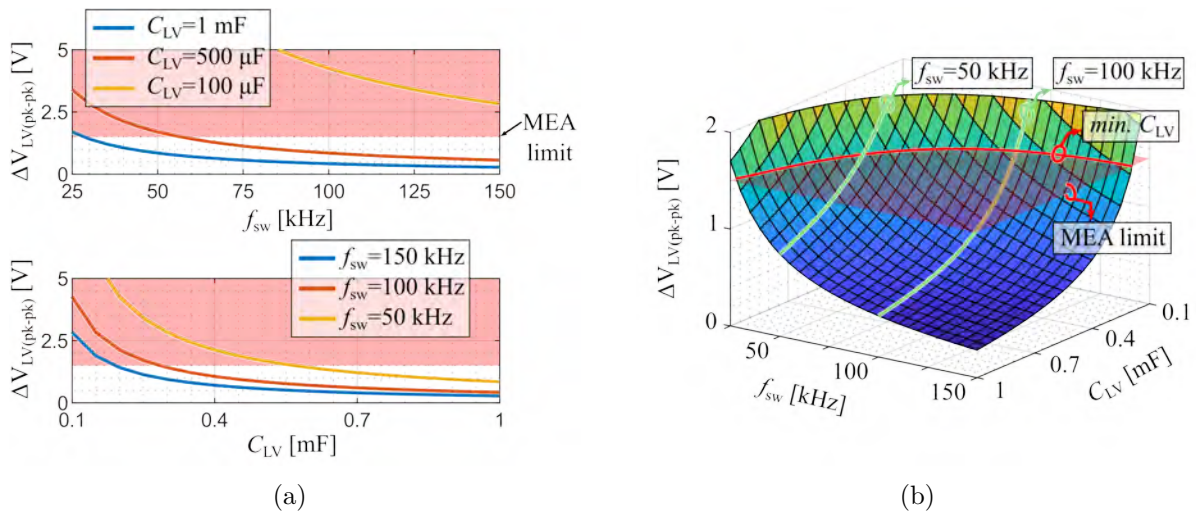 C_LV=1 mF
C_LV=500 μF
C_LV=100 μF
5
2.5
0
ΔV_LV(pk-pk) [V]
25
50
75
100
125
150
f_sw [kHz]
MEA
limit
f_sw=150 kHz
f_sw=100 kHz
f_sw=50 kHz
5
2.5
0
ΔV_LV(pk-pk) [V]
0.1
0.4
0.7
1
C_LV [mF]
(a)
f_sw=50 kHz
f_sw=100 kHz
min. C_LV
MEA limit
2
1
0
ΔV_LV(pk-pk) [V]
50
100
150
f_sw [kHz]
0.1
0.4
0.7
1
C_LV [mF]
(b)